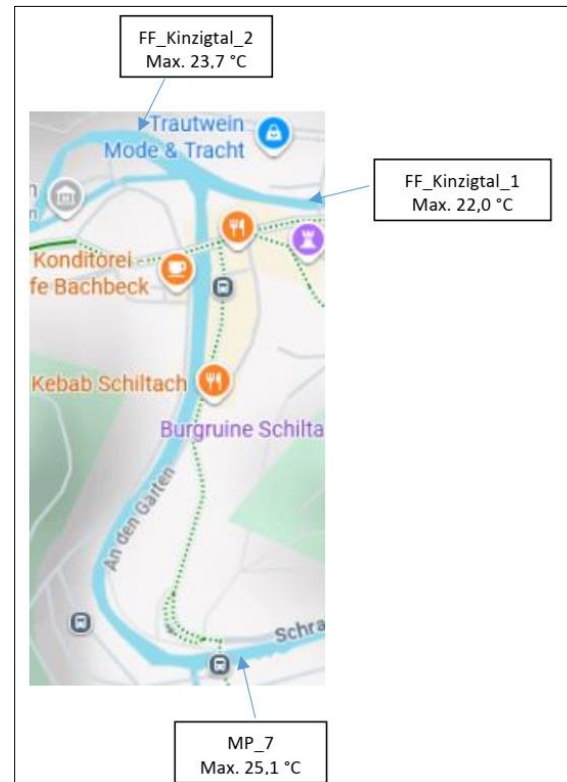 FF_Kinzigtal_2
Max. 23,7 °C
Trautwein
Mode & Tracht
FF_Kinzigtal_1
Max. 22,0 °C
Konditorei -
fe Bachbeck
Kebab Schiltach
Burgruine Schilta
An den Gärten
Schra
MP_7
Max. 25,1 °C